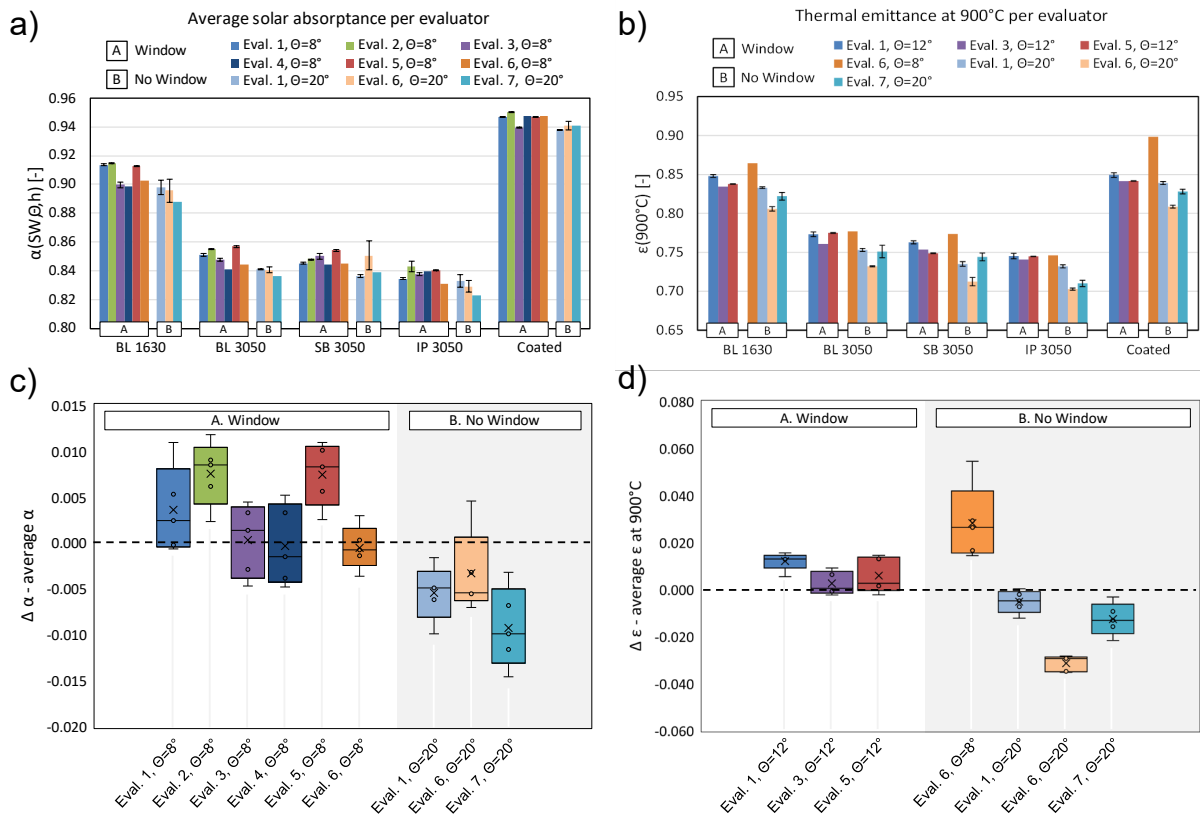 a)
Average solar absorptance per evaluator
A Window
B No Window
Eval. 1, Θ=8°
Eval. 2, Θ=8°
Eval. 3, Θ=8°
Eval. 4, Θ=8°
Eval. 5, Θ=8°
Eval. 6, Θ=8°
Eval. 1, Θ=20°
Eval. 6, Θ=20°
Eval. 7, Θ=20°
α(SW,θ,h) [-]
0.96
0.94
0.92
0.90
0.88
0.86
0.84
0.82
0.80
A B A B A B A B A B
BL 1630 BL 3050 SB 3050 IP 3050 Coated
b)
Thermal emittance at 900°C per evaluator
A Window
B No Window
Eval. 1, Θ=12°
Eval. 3, Θ=12°
Eval. 5, Θ=12°
Eval. 6, Θ=8°
Eval. 1, Θ=20°
Eval. 6, Θ=20°
Eval. 7, Θ=20°
ε(900°C) [-]
0.95
0.90
0.85
0.80
0.75
0.70
0.65
A B A B A B A B A B
BL 1630 BL 3050 SB 3050 IP 3050 Coated
c)
A. Window
B. No Window
Δ α - average α
0.015
0.010
0.005
0.000
-0.005
-0.010
-0.015
-0.020
Eval. 1, Θ=8°
Eval. 2, Θ=8°
Eval. 3, Θ=8°
Eval. 4, Θ=8°
Eval. 5, Θ=8°
Eval. 6, Θ=8°
Eval. 1, Θ=20°
Eval. 6, Θ=20°
Eval. 7, Θ=20°
d)
A. Window
B. No Window
Δ ε - average ε at 900°C
0.080
0.060
0.040
0.020
0.000
-0.020
-0.040
-0.060
Eval. 1, Θ=12°
Eval. 3, Θ=12°
Eval. 5, Θ=12°
Eval. 6, Θ=8°
Eval. 1, Θ=20°
Eval. 6, Θ=20°
Eval. 7, Θ=20°